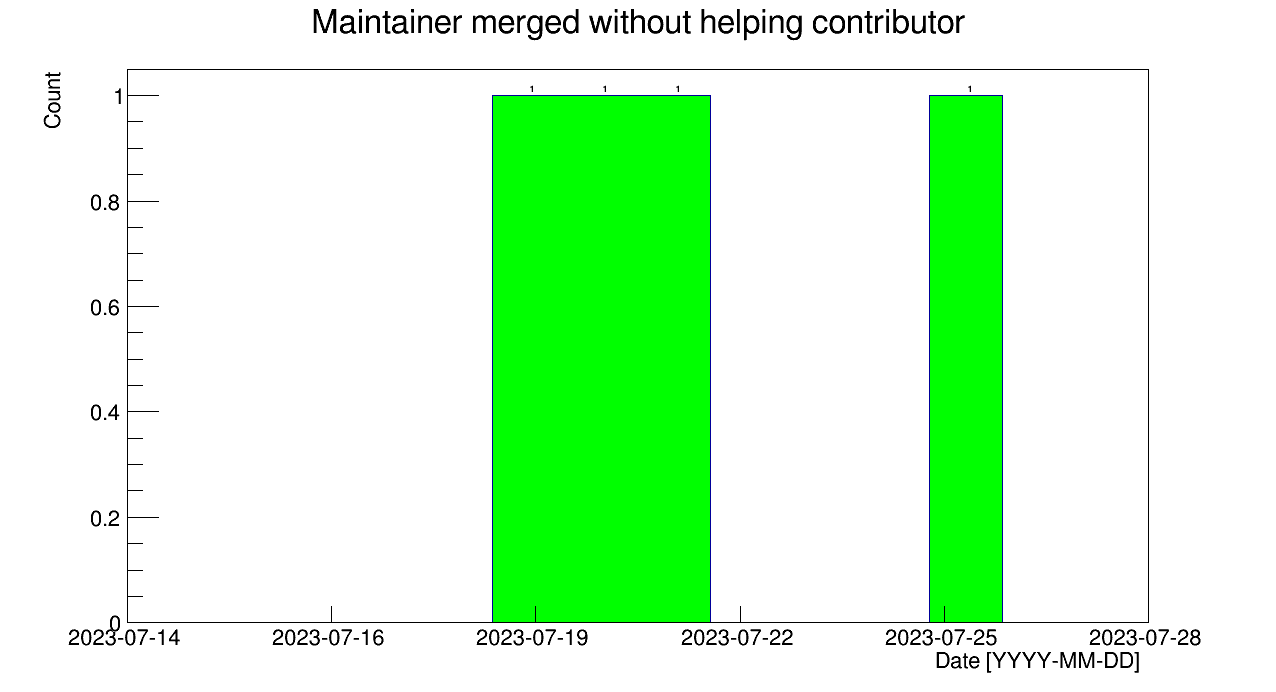 Maintainer merged without helping contributor
Count
1 1 1 1
1
0.8
0.6
0.4
0.2
0
2023-07-14 2023-07-16 2023-07-19 2023-07-22 2023-07-25 2023-07-28
Date [YYYY-MM-DD]